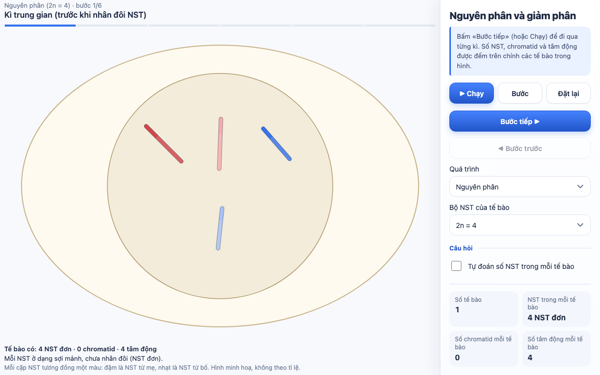 Nguyên phân (2n = 4) · bước 1/6
Kì trung gian (trước khi nhân đôi NST)
Tế bào có: 4 NST đơn · 0 chromatid · 4 tâm động
Mỗi NST ở dạng sợi mảnh, chưa nhân đôi (NST đơn).
Mỗi cặp NST tương đồng một màu: đậm là NST từ mẹ, nhạt là NST từ bố. Hình minh hoạ, không theo tỉ lệ.
Nguyên phân và giảm phân
Bấm «Bước tiếp» (hoặc Chạy) để đi qua
từng kì. Số NST, chromatid và tâm động
được đếm trên chính các tế bào trong
hình.
▶ Chạy
Bước
Đặt lại
Bước tiếp ▶
◀ Bước trước
Quá trình
Nguyên phân
Bộ NST của tế bào
2n = 4
Câu hỏi
Tự đoán số NST trong mỗi tế bào
Số tế bào
1
NST trong mỗi tế
bào
4 NST đơn
Số chromatid mỗi tế
bào
0
Số tâm động mỗi tế
bào
4